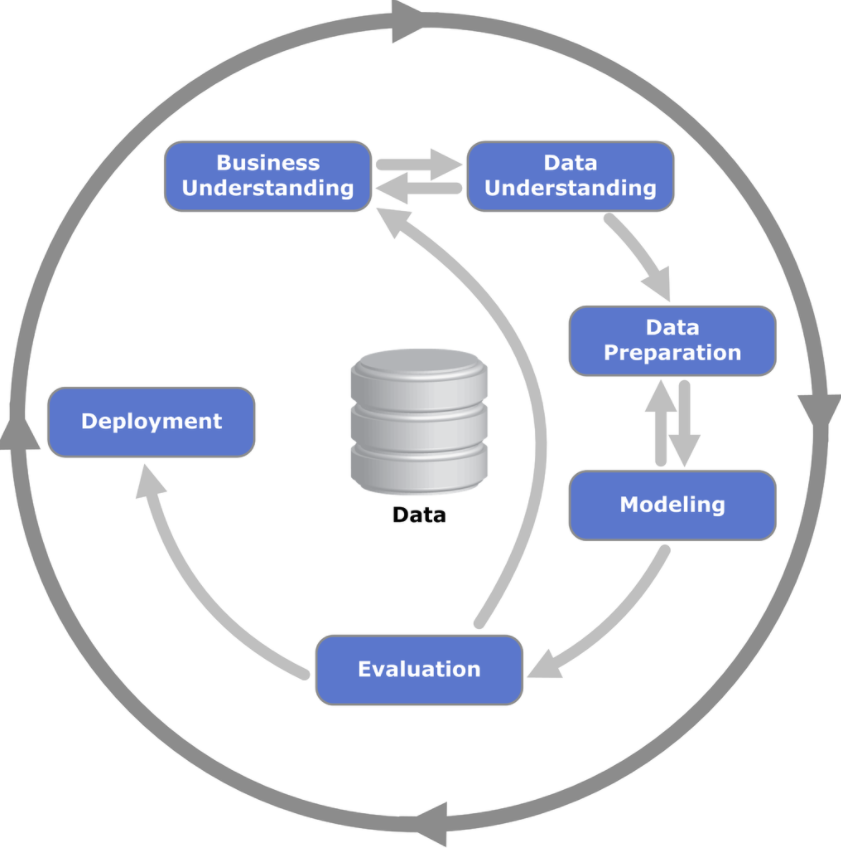 Business
Understanding
Data
Understanding
Data
Preparation
Deployment
Modeling
Data
Evaluation